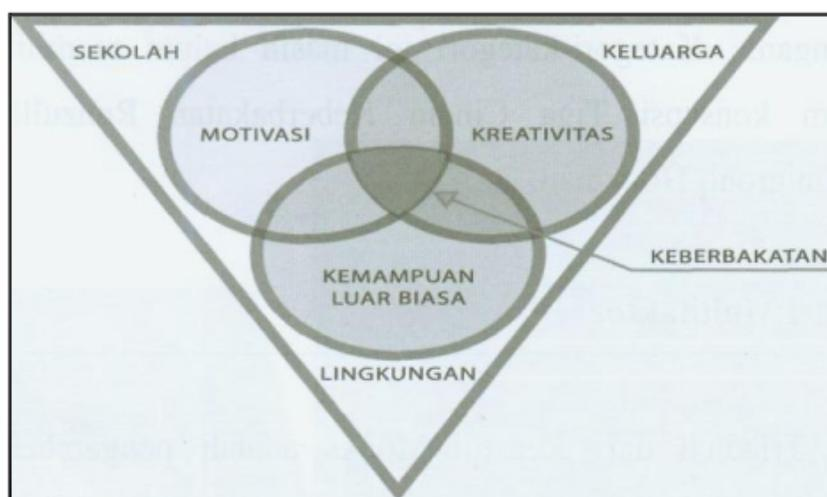 SEKOLAH
KELUARGA
MOTIVASI
KREATIVITAS
KEBERBAKATAN
KEMAMPUAN
LUAR BIASA
LINGKUNGAN